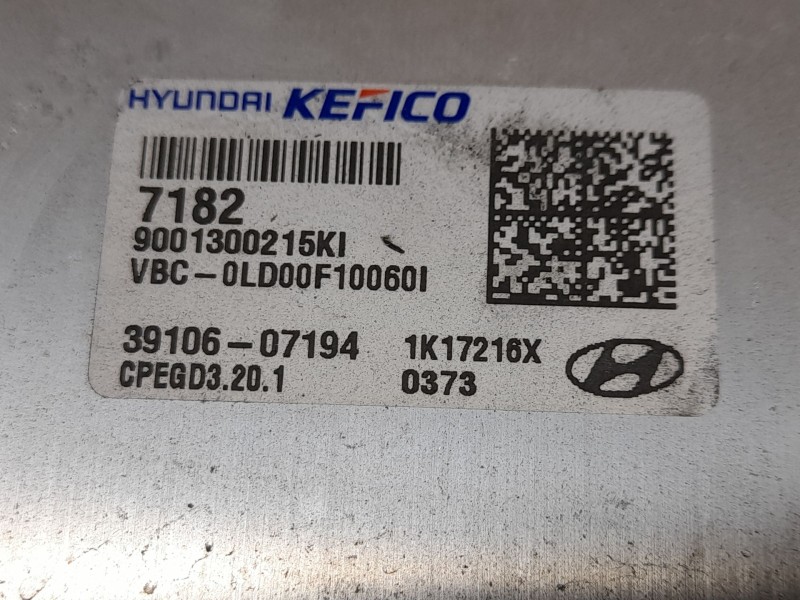 HYUNDAI KEFICO
7182
9001300215KI
VBC-0LD00F10060I
39106-07194 1K17216X
CPEGD3.20.1 0373